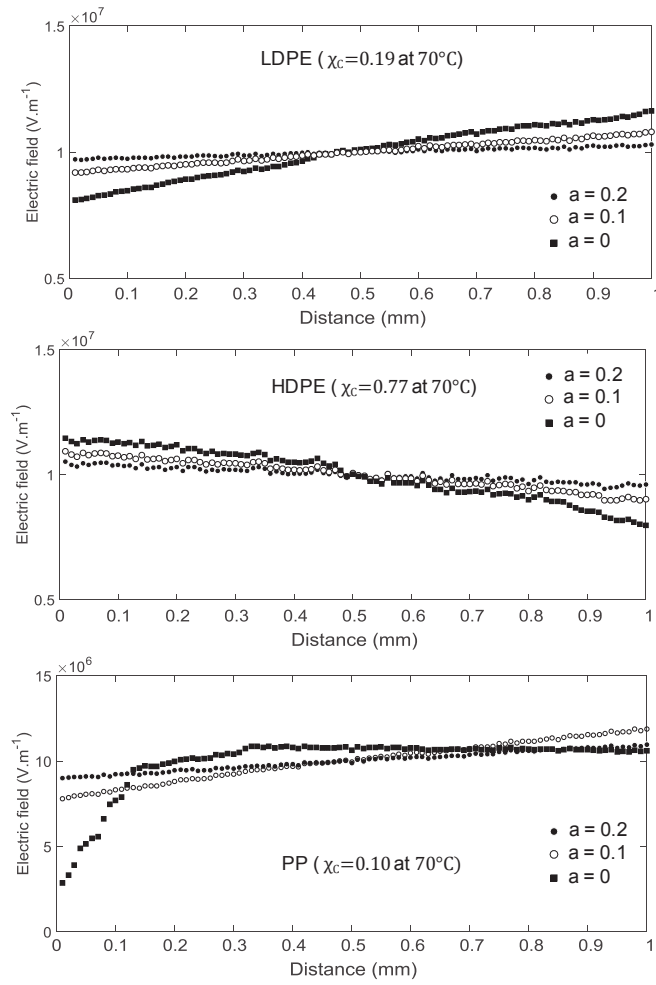 ×10⁷
1.5
LDPE ( χC=0.19 at 70°C)
Electric field (V.m⁻¹)
1
a = 0.2
a = 0.1
a = 0
0.5
0 0.1 0.2 0.3 0.4 0.5 0.6 0.7 0.8 0.9 1
Distance (mm)
×10⁷
1.5
a = 0.2
HDPE ( χC=0.77 at 70°C)
a = 0.1
a = 0
Electric field (V.m⁻¹)
1
0.5
0 0.1 0.2 0.3 0.4 0.5 0.6 0.7 0.8 0.9 1
Distance (mm)
×10⁶
15
Electric field (V.m⁻¹)
10
5
a = 0.2
a = 0.1
PP ( χC=0.10 at 70°C)
a = 0
0
0 0.1 0.2 0.3 0.4 0.5 0.6 0.7 0.8 0.9 1
Distance (mm)